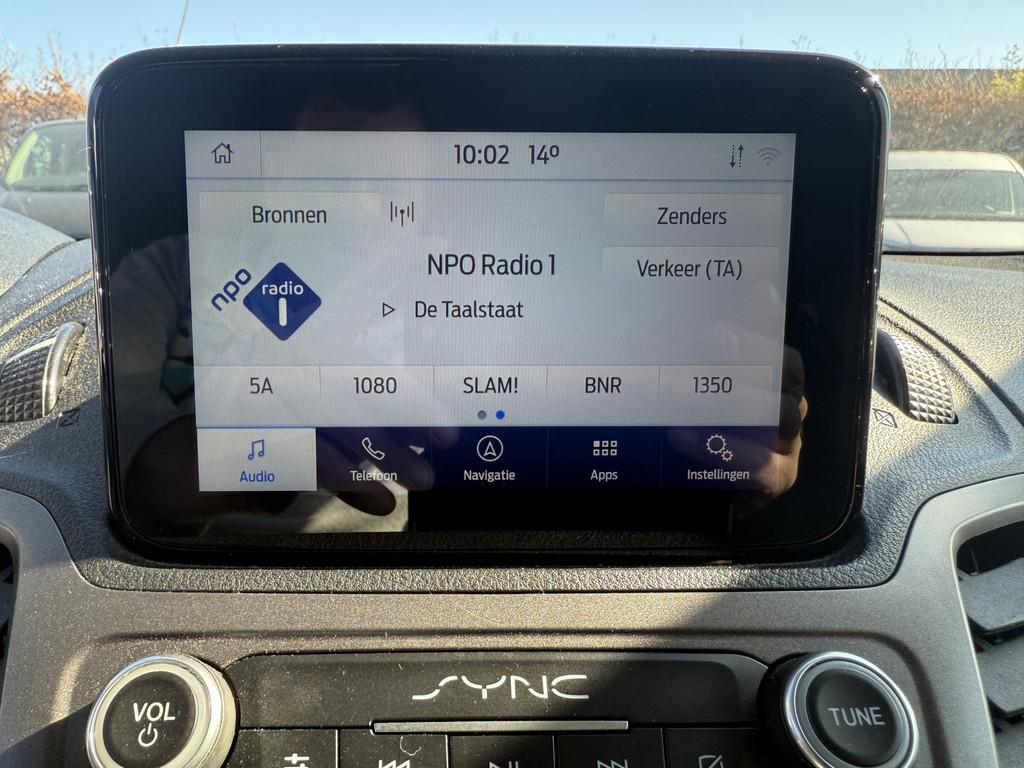 10:02 14º
Bronnen
Zenders
NPO Radio 1
Verkeer (TA)
npo radio 1
De Taalstaat
5A 1080 SLAM! BNR 1350
Audio Telefoon Navigatie Apps Instellingen
SYNC
VOL
TUNE